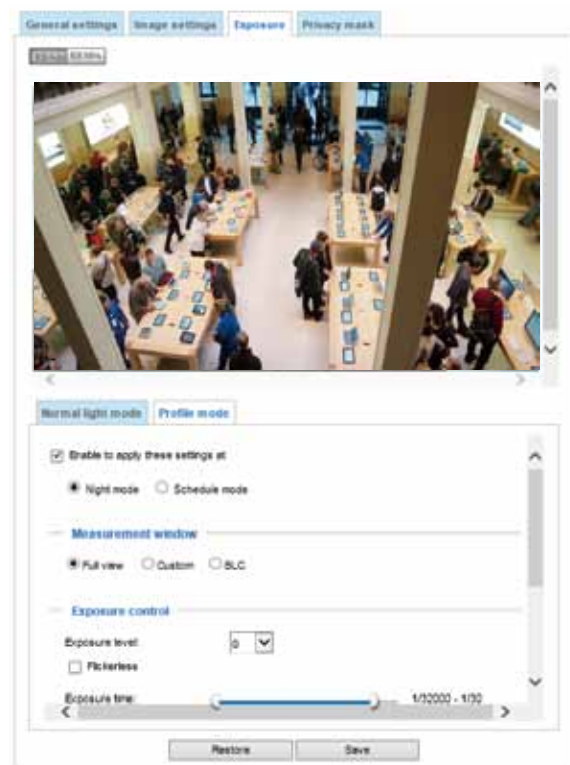 General settings Image settings Exposure Privacy mask
Normal light mode Profile mode
Enable to apply these settings at
Night mode Schedule mode
Measurement window
Full view Custom BLC
Exposure control
Exposure level: 0
Flickerless
Exposure time: 1/32000 - 1/30
Restore Save